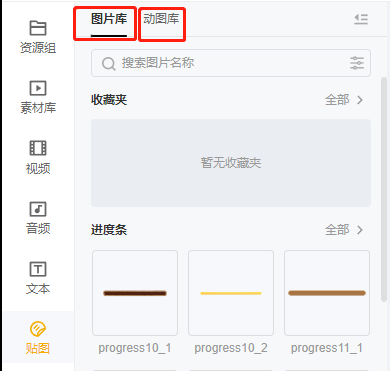 资源组
素材库
视频
音频
文本
贴图
图片库 动图库
搜索图片名称
收藏夹 全部
暂无收藏夹
进度条 全部
progress10_1 progress10_2 progress11_1